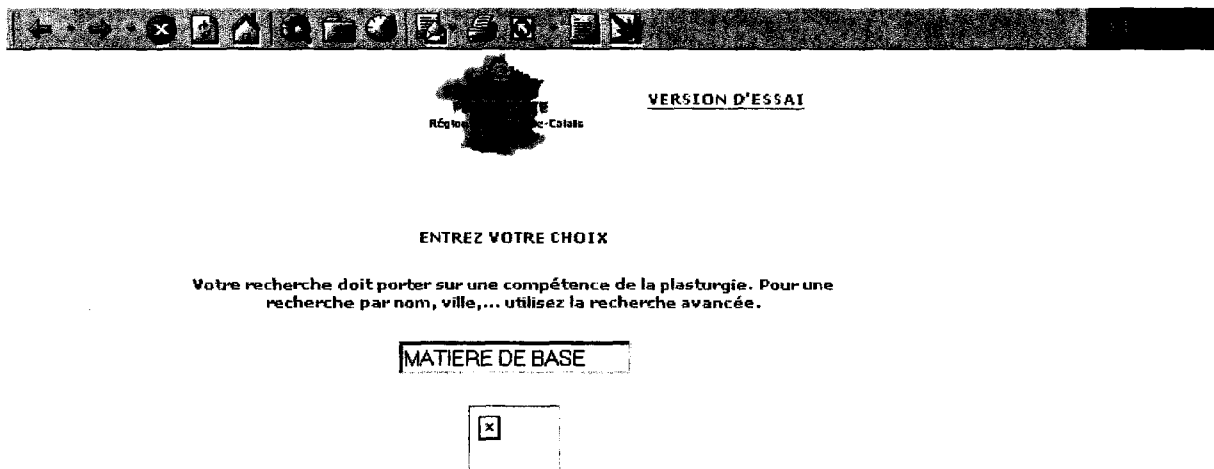 VERSION D'ESSAI
ENTREZ VOTRE CHOIX
Votre recherche doit porter sur une compétence de la plasturgie. Pour une
recherche par nom, ville,... utilisez la recherche avancée.
MATIERE DE BASE